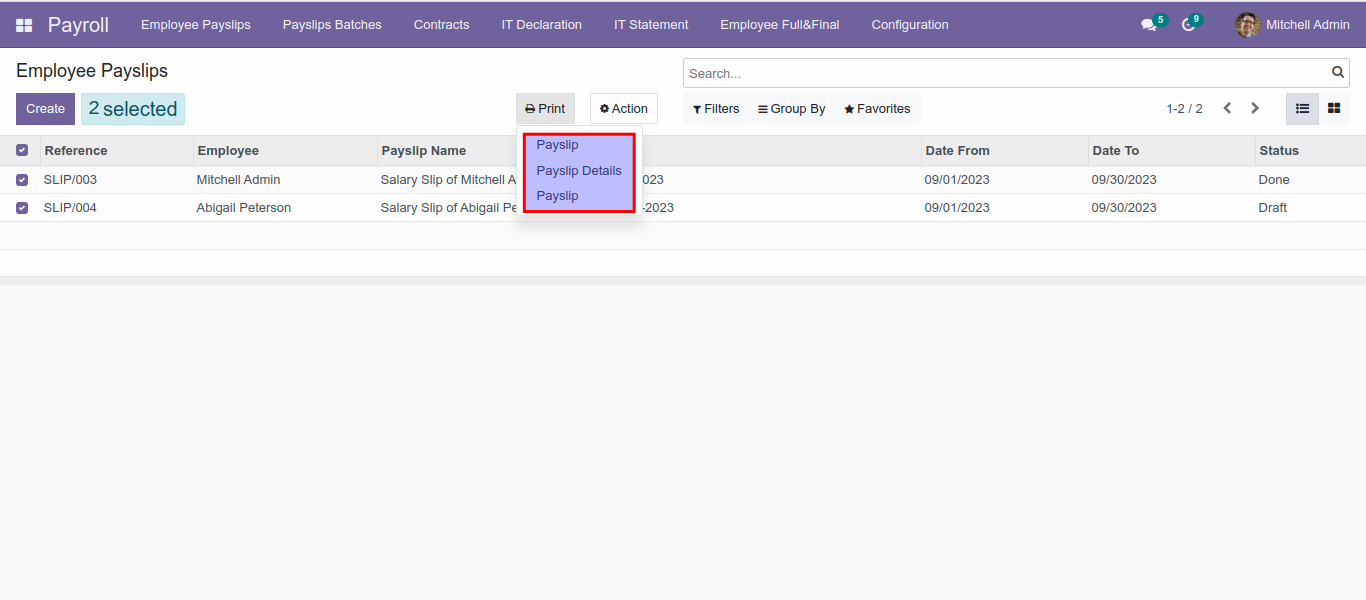 Payroll Employee Payslips Payslips Batches Contracts IT Declaration IT Statement Employee Full&Final Configuration 5 9 Mitchell Admin
Employee Payslips Search...
Create 2 selected Print Action Filters Group By Favorites 1-2 / 2
Payslip
Payslip Details
Payslip
Reference Employee Payslip Name Date From Date To Status
SLIP/003 Mitchell Admin Salary Slip of Mitchell A 023 09/01/2023 09/30/2023 Done
SLIP/004 Abigail Peterson Salary Slip of Abigail Pe -2023 09/01/2023 09/30/2023 Draft